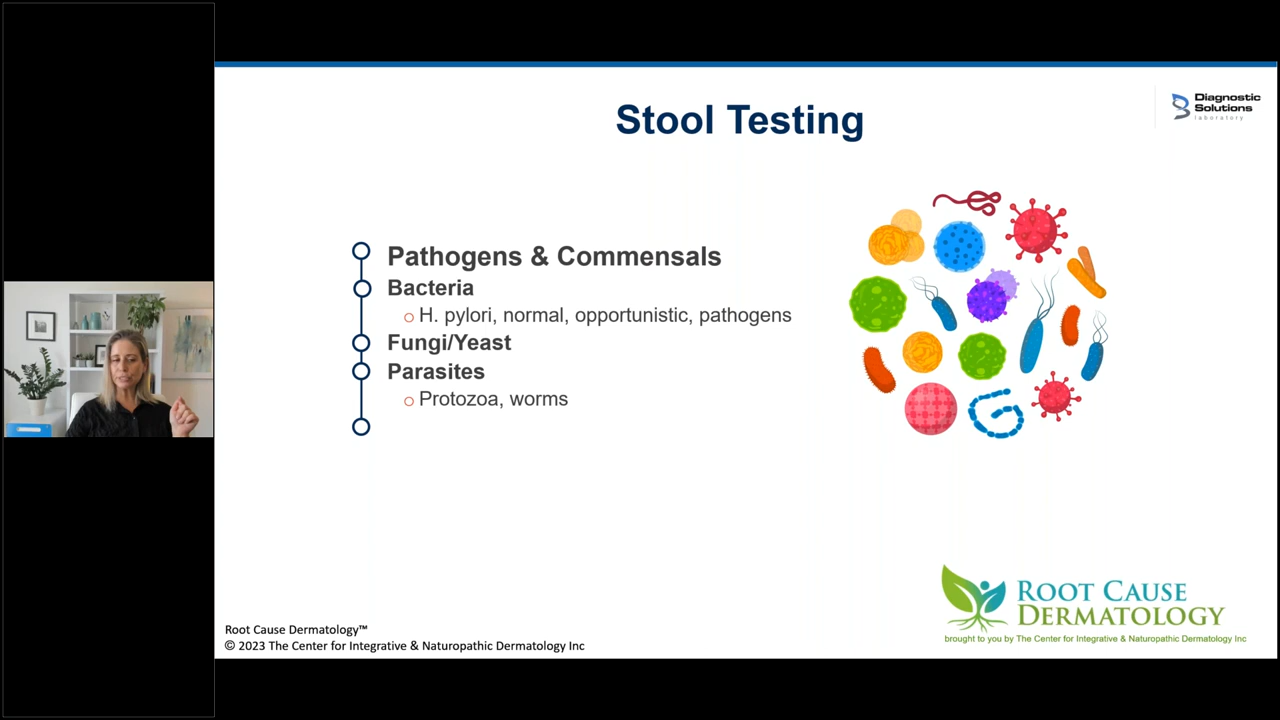 Stool Testing
Diagnostic
Solutions
laboratory
Pathogens & Commensals
Bacteria
H. pylori, normal, opportunistic, pathogens
Fungi/Yeast
Parasites
Protozoa, worms
ROOT CAUSE
DERMATOLOGY
brought to you by The Center for Integrative & Naturopathic Dermatology Inc
Root Cause Dermatology™
© 2023 The Center for Integrative & Naturopathic Dermatology Inc